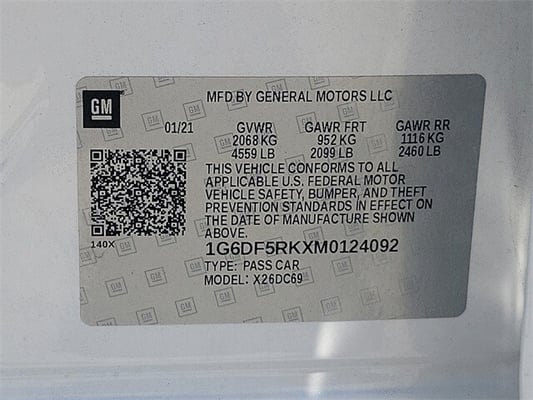 GM
MFD BY GENERAL MOTORS LLC
01/21 GVWR GAWR FRT GAWR RR
2068 KG 952 KG 1116 KG
4559 LB 2099 LB 2460 LB
THIS VEHICLE CONFORMS TO ALL
APPLICABLE U.S. FEDERAL MOTOR
VEHICLE SAFETY, BUMPER, AND THEFT
PREVENTION STANDARDS IN EFFECT ON
THE DATE OF MANUFACTURE SHOWN
ABOVE.
140X
1G6DF5RKXM0124092
TYPE: PASS CAR
MODEL: X26DC69